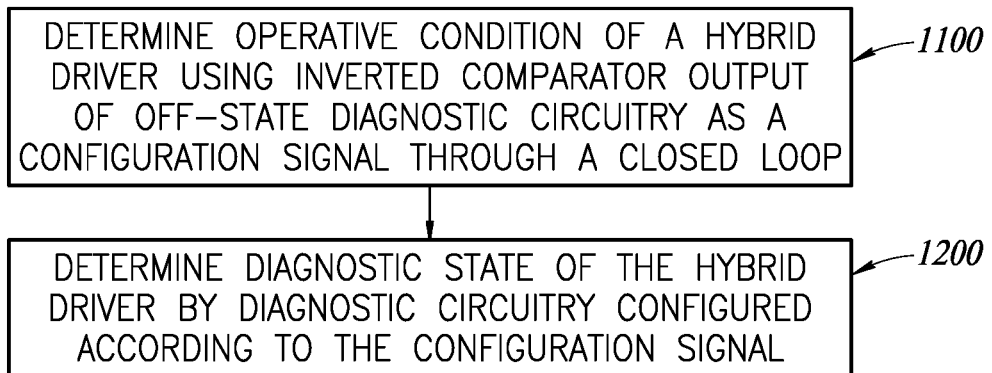 DETERMINE OPERATIVE CONDITION OF A HYBRID
DRIVER USING INVERTED COMPARATOR OUTPUT
OF OFF-STATE DIAGNOSTIC CIRCUITRY AS A
CONFIGURATION SIGNAL THROUGH A CLOSED LOOP
1100
DETERMINE DIAGNOSTIC STATE OF THE HYBRID
DRIVER BY DIAGNOSTIC CIRCUITRY CONFIGURED
ACCORDING TO THE CONFIGURATION SIGNAL
1200